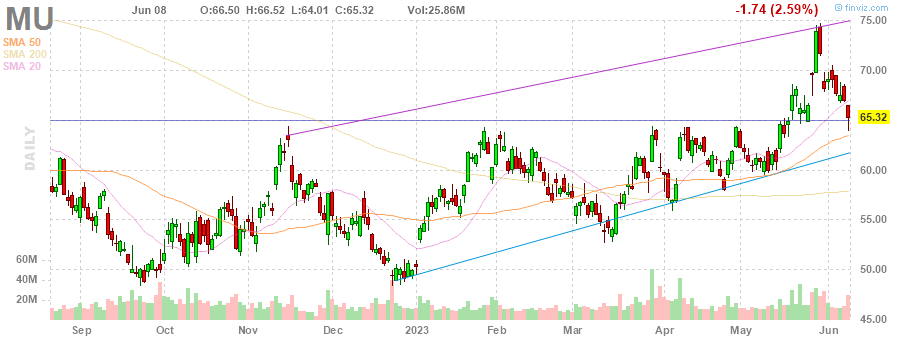 MU
Jun 08 O:66.50 H:66.52 L:64.01 C:65.32 Vol:25.86M -1.74 (2.59%)
© finviz.com
SMA 50
SMA 200
SMA 20
DAILY
75.00
70.00
65.32
60.00
55.00
50.00
45.00
60M
40M
20M
Sep Oct Nov Dec 2023 Feb Mar Apr May Jun